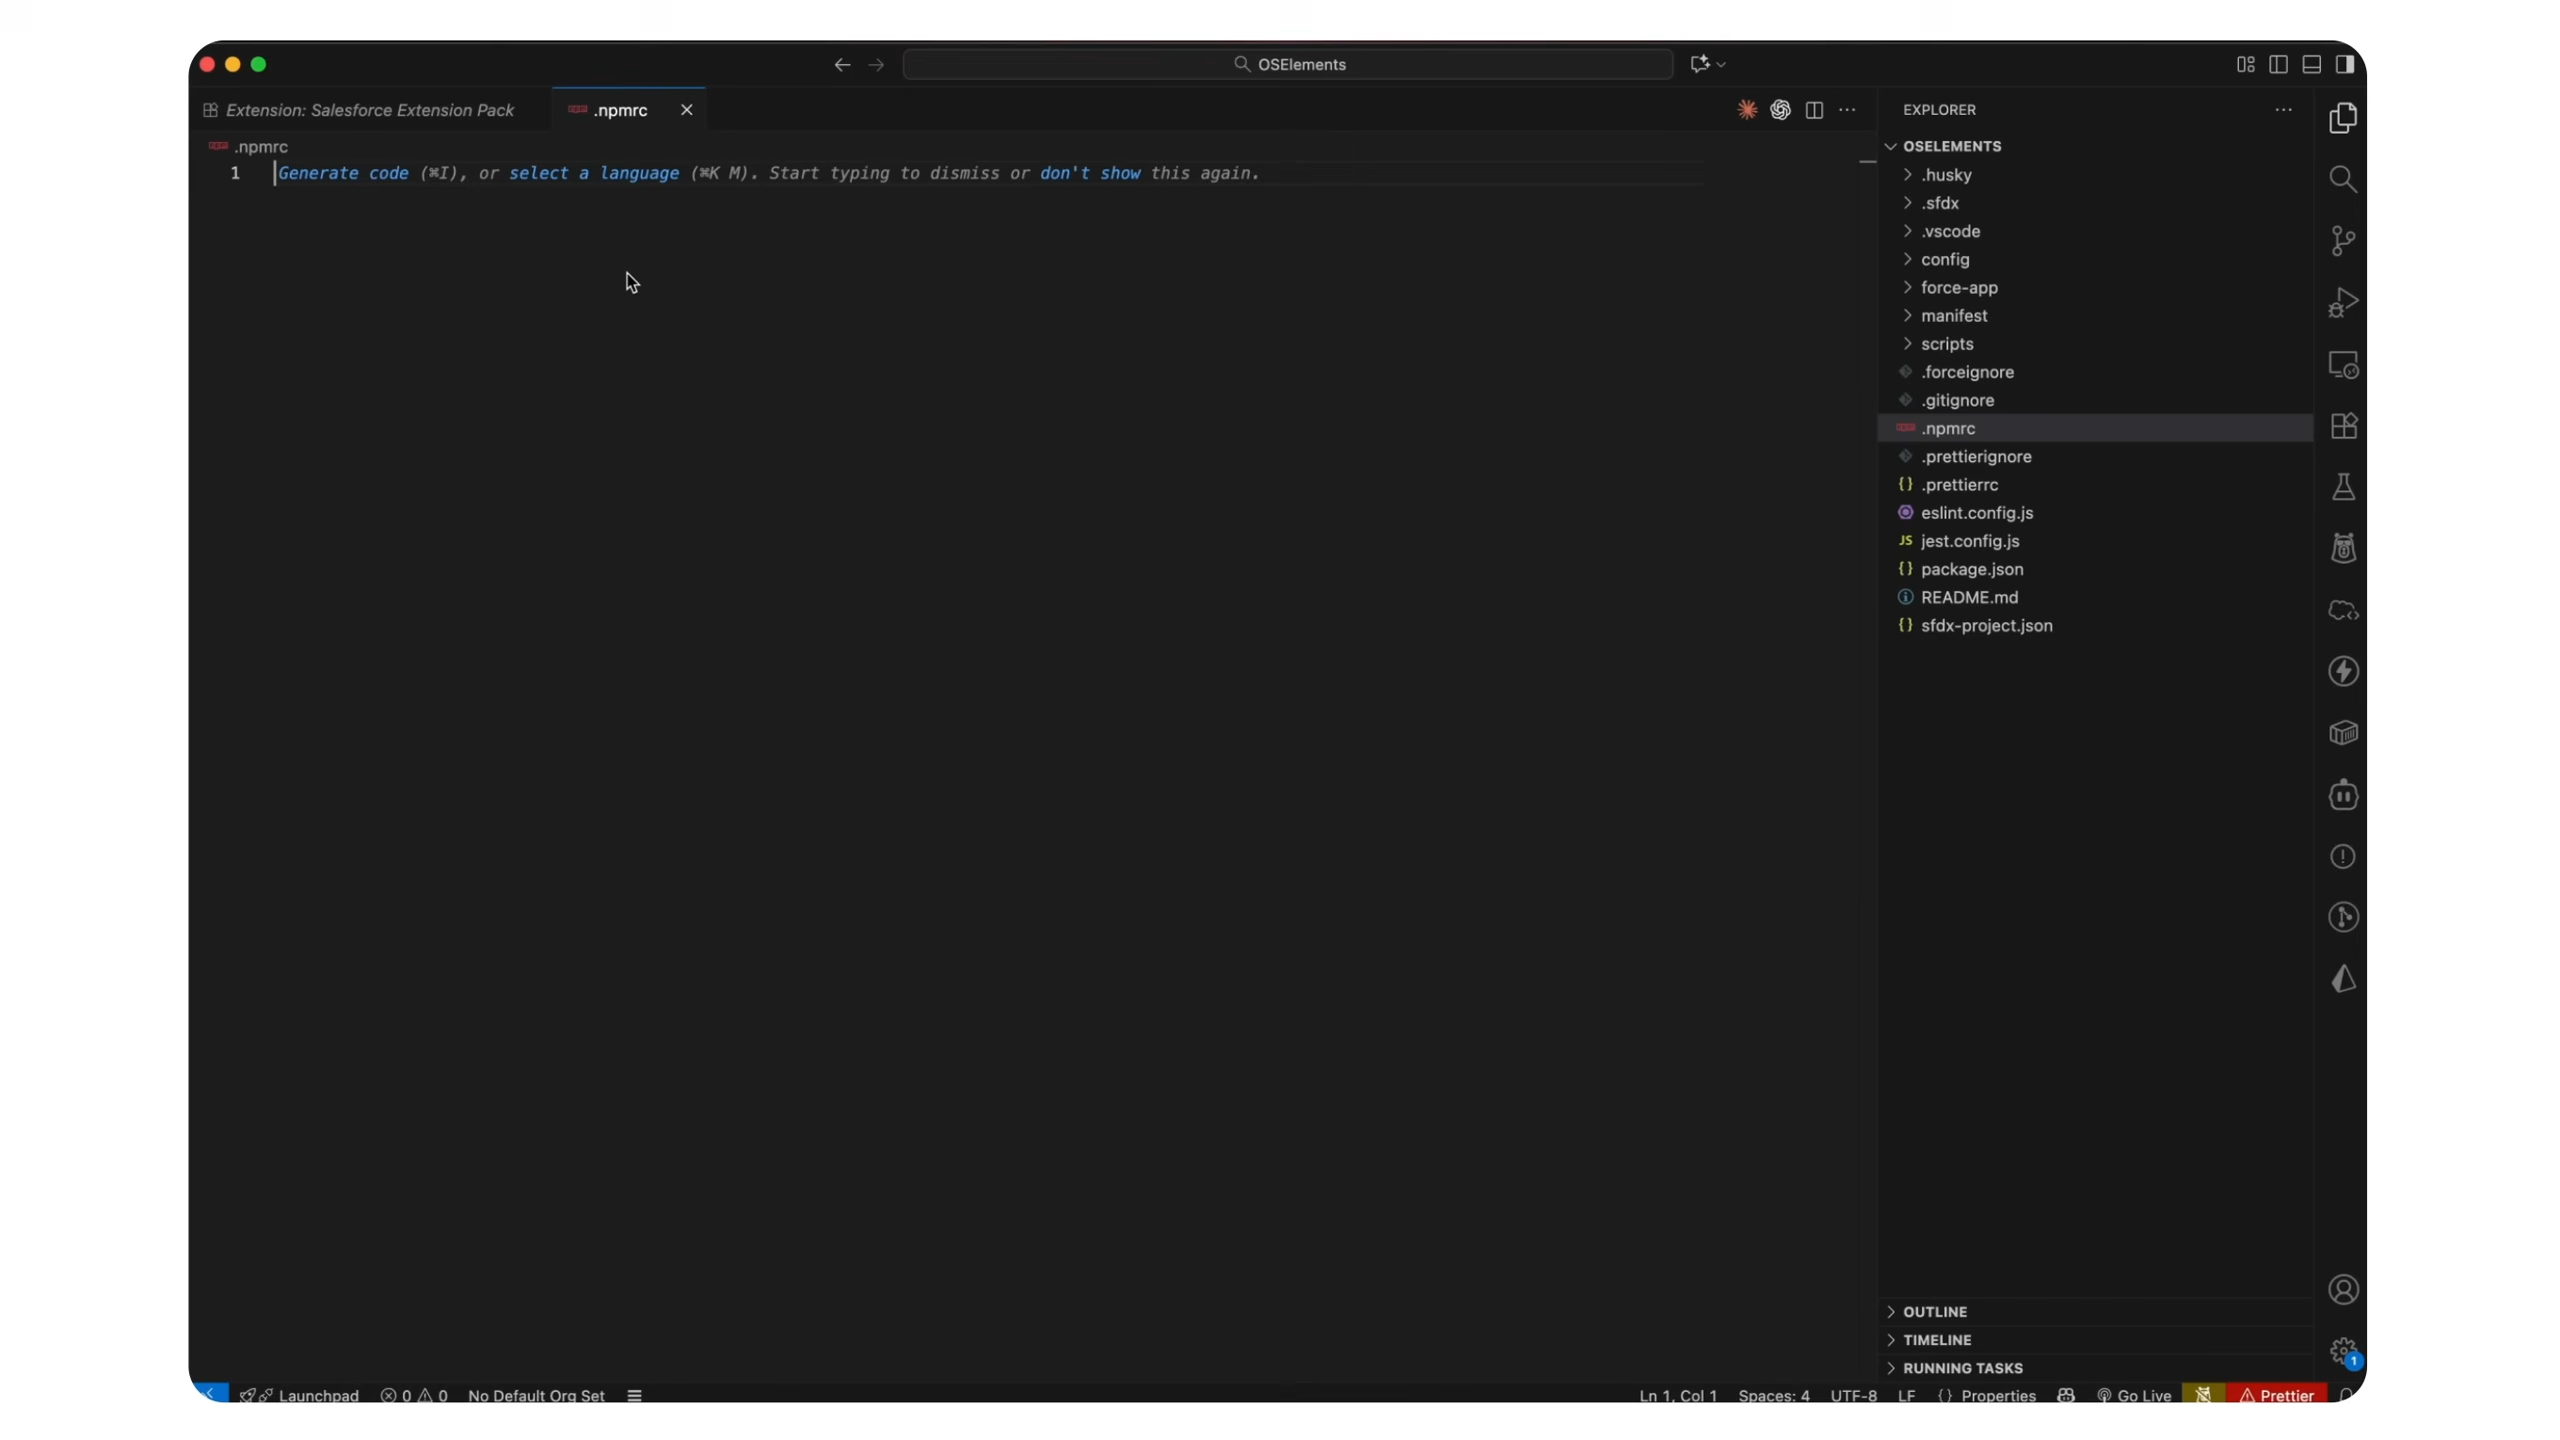 OSElements
Extension: Salesforce Extension Pack
.npmrc
.npmrc
1 Generate code (⌘I), or select a language (⌘K M). Start typing to dismiss or don't show this again.
EXPLORER
OSELEMENTS
.husky
.sfdx
.vscode
config
force-app
manifest
scripts
.forceignore
.gitignore
.npmrc
.prettierignore
.prettierrc
eslint.config.js
JS jest.config.js
package.json
README.md
sfdx-project.json
OUTLINE
TIMELINE
RUNNING TASKS
1
Launchpad 0 0 No Default Org Set Ln 1, Col 1 Spaces: 4 UTF-8 LF {} Properties Go Live Prettier